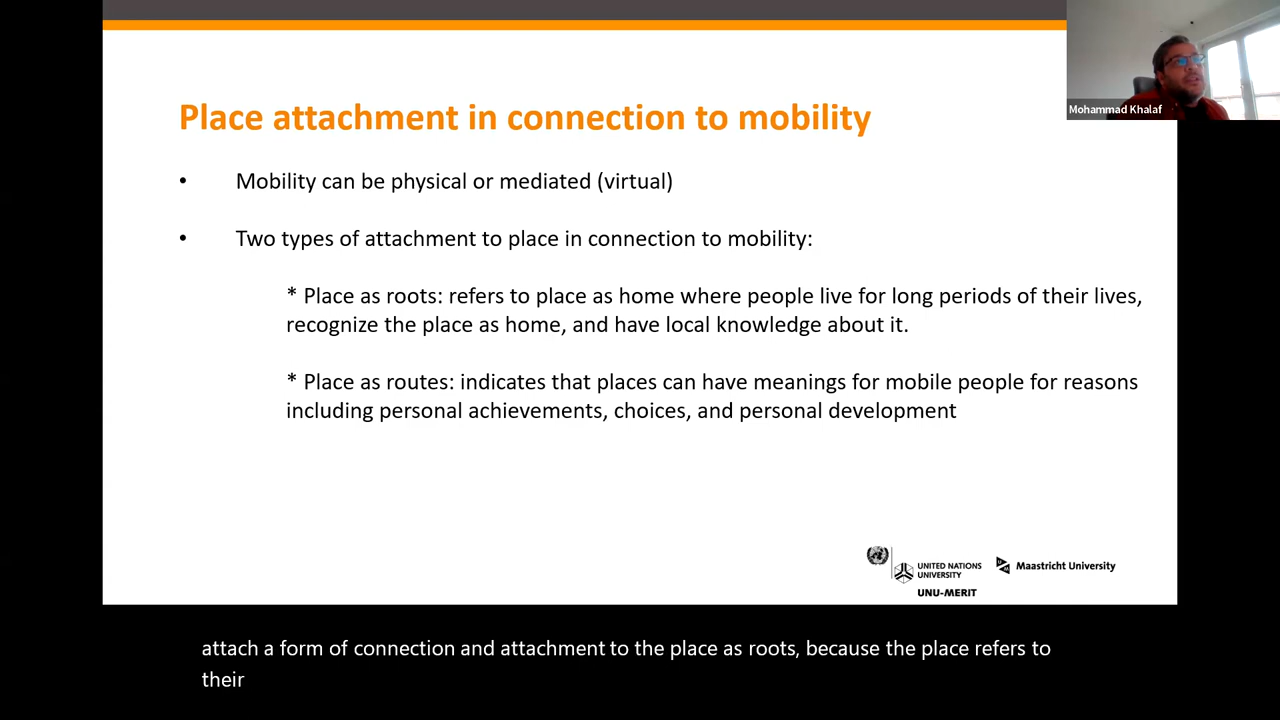 Mohammad Khalaf
Place attachment in connection to mobility
• Mobility can be physical or mediated (virtual)
• Two types of attachment to place in connection to mobility:
* Place as roots: refers to place as home where people live for long periods of their lives,
recognize the place as home, and have local knowledge about it.
* Place as routes: indicates that places can have meanings for mobile people for reasons
including personal achievements, choices, and personal development
UNITED NATIONS
UNIVERSITY
UNU-MERIT
Maastricht University
attach a form of connection and attachment to the place as roots, because the place refers to
their